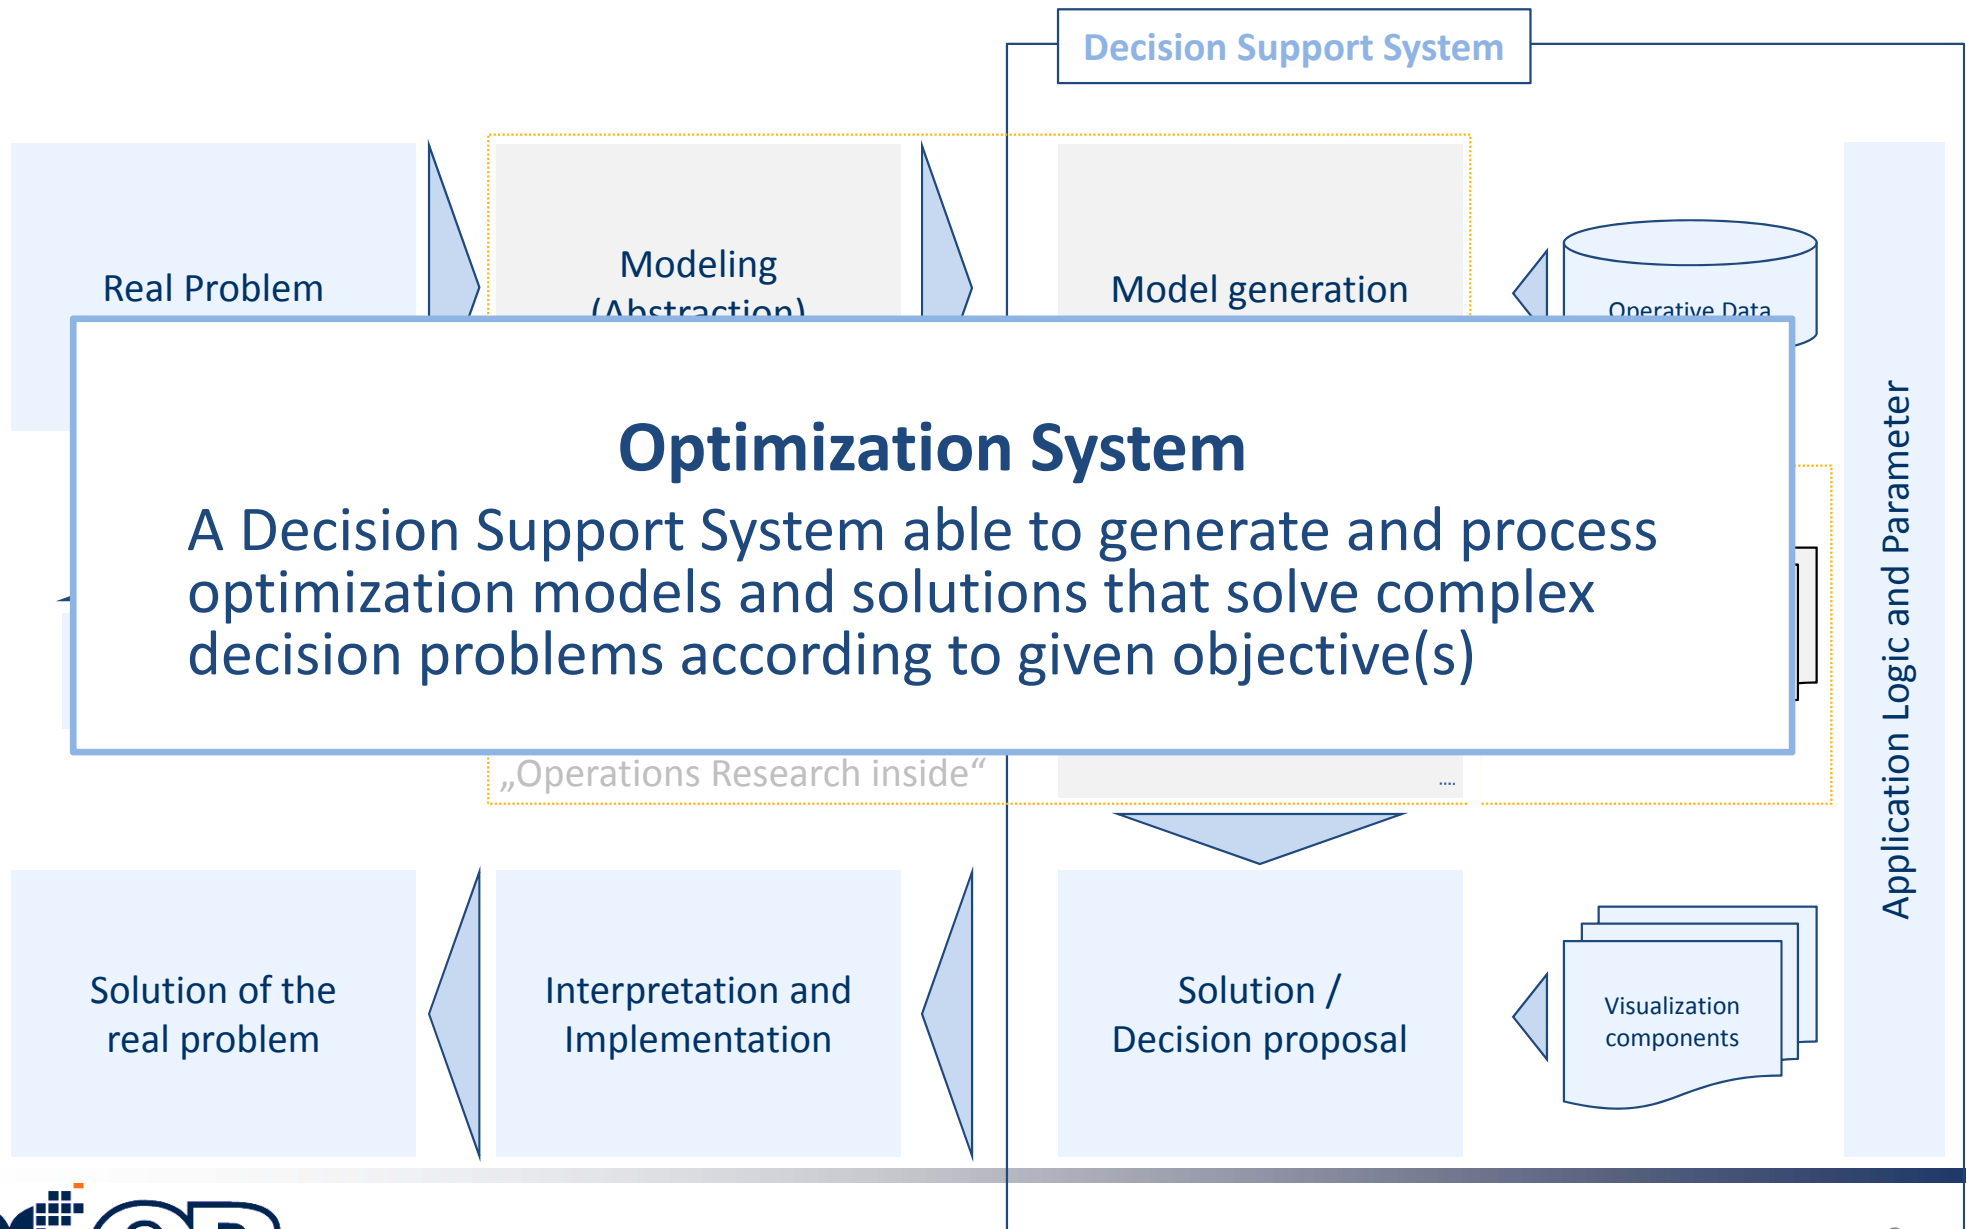 Decision Support System
Real Problem
Modeling
(Abstraction)
Model generation
Operative Data
Optimization System
A Decision Support System able to generate and process
optimization models and solutions that solve complex
decision problems according to given objective(s)
„Operations Research inside“
....
Application Logic and Parameter
Solution of the
real problem
Interpretation and
Implementation
Solution /
Decision proposal
Visualization
components